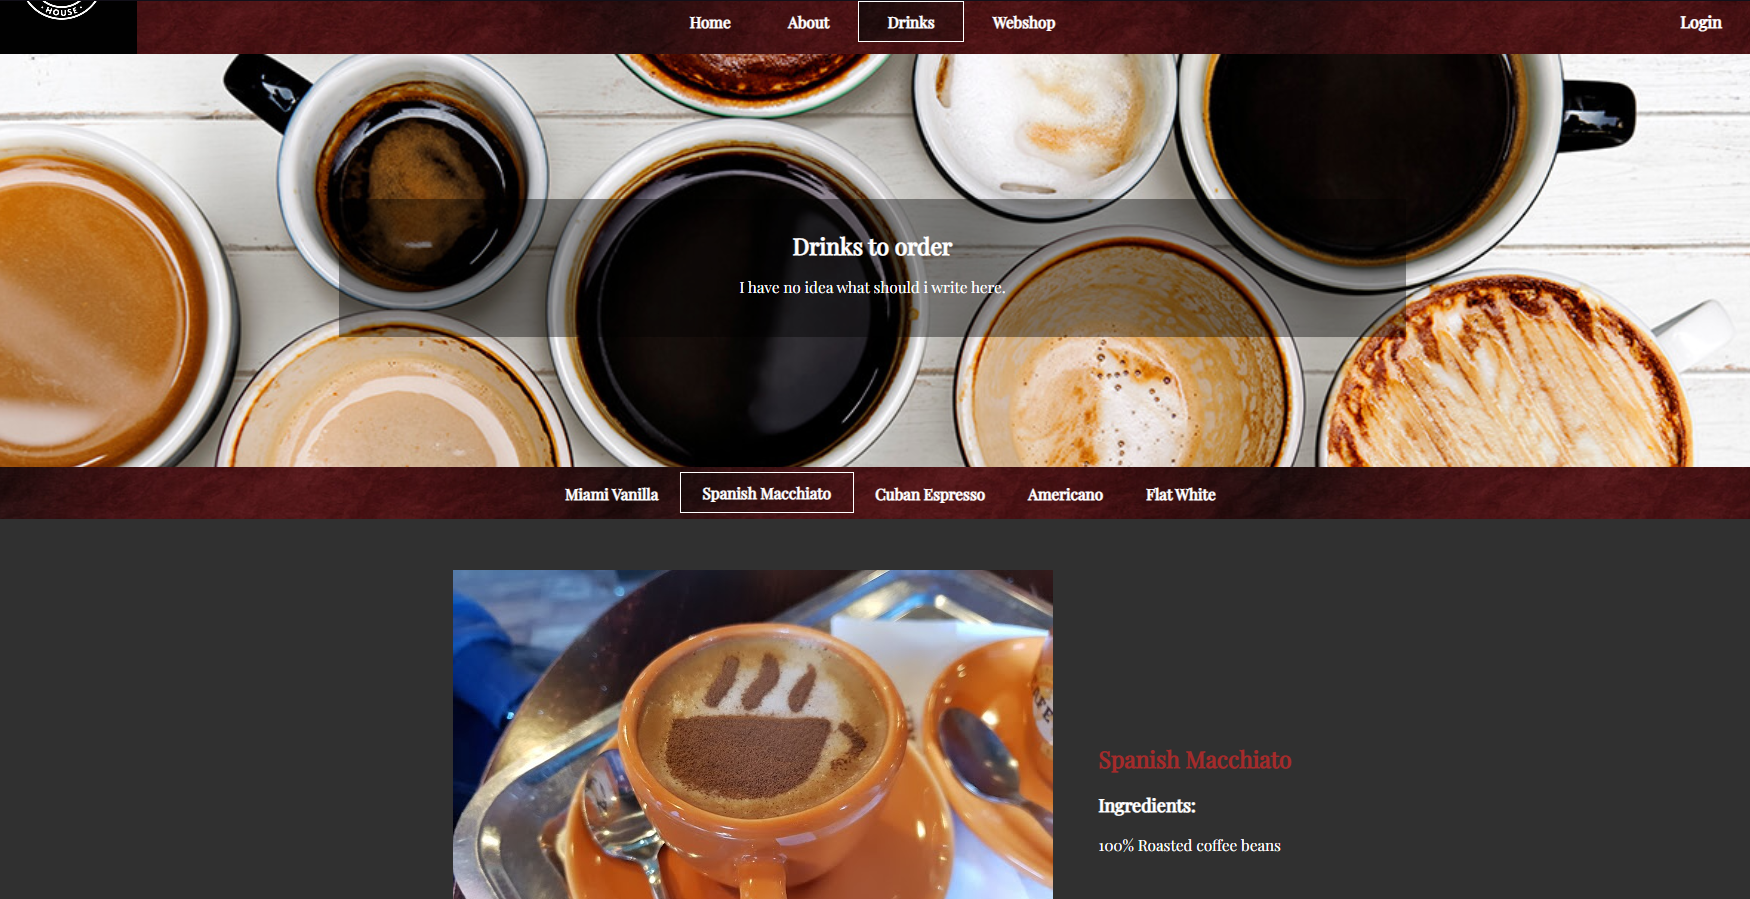 HOUSE
Home About Drinks Webshop Login
Drinks to order
I have no idea what should i write here.
Miami Vanilla Spanish Macchiato Cuban Espresso Americano Flat White
Spanish Macchiato
Ingredients:
100% Roasted coffee beans